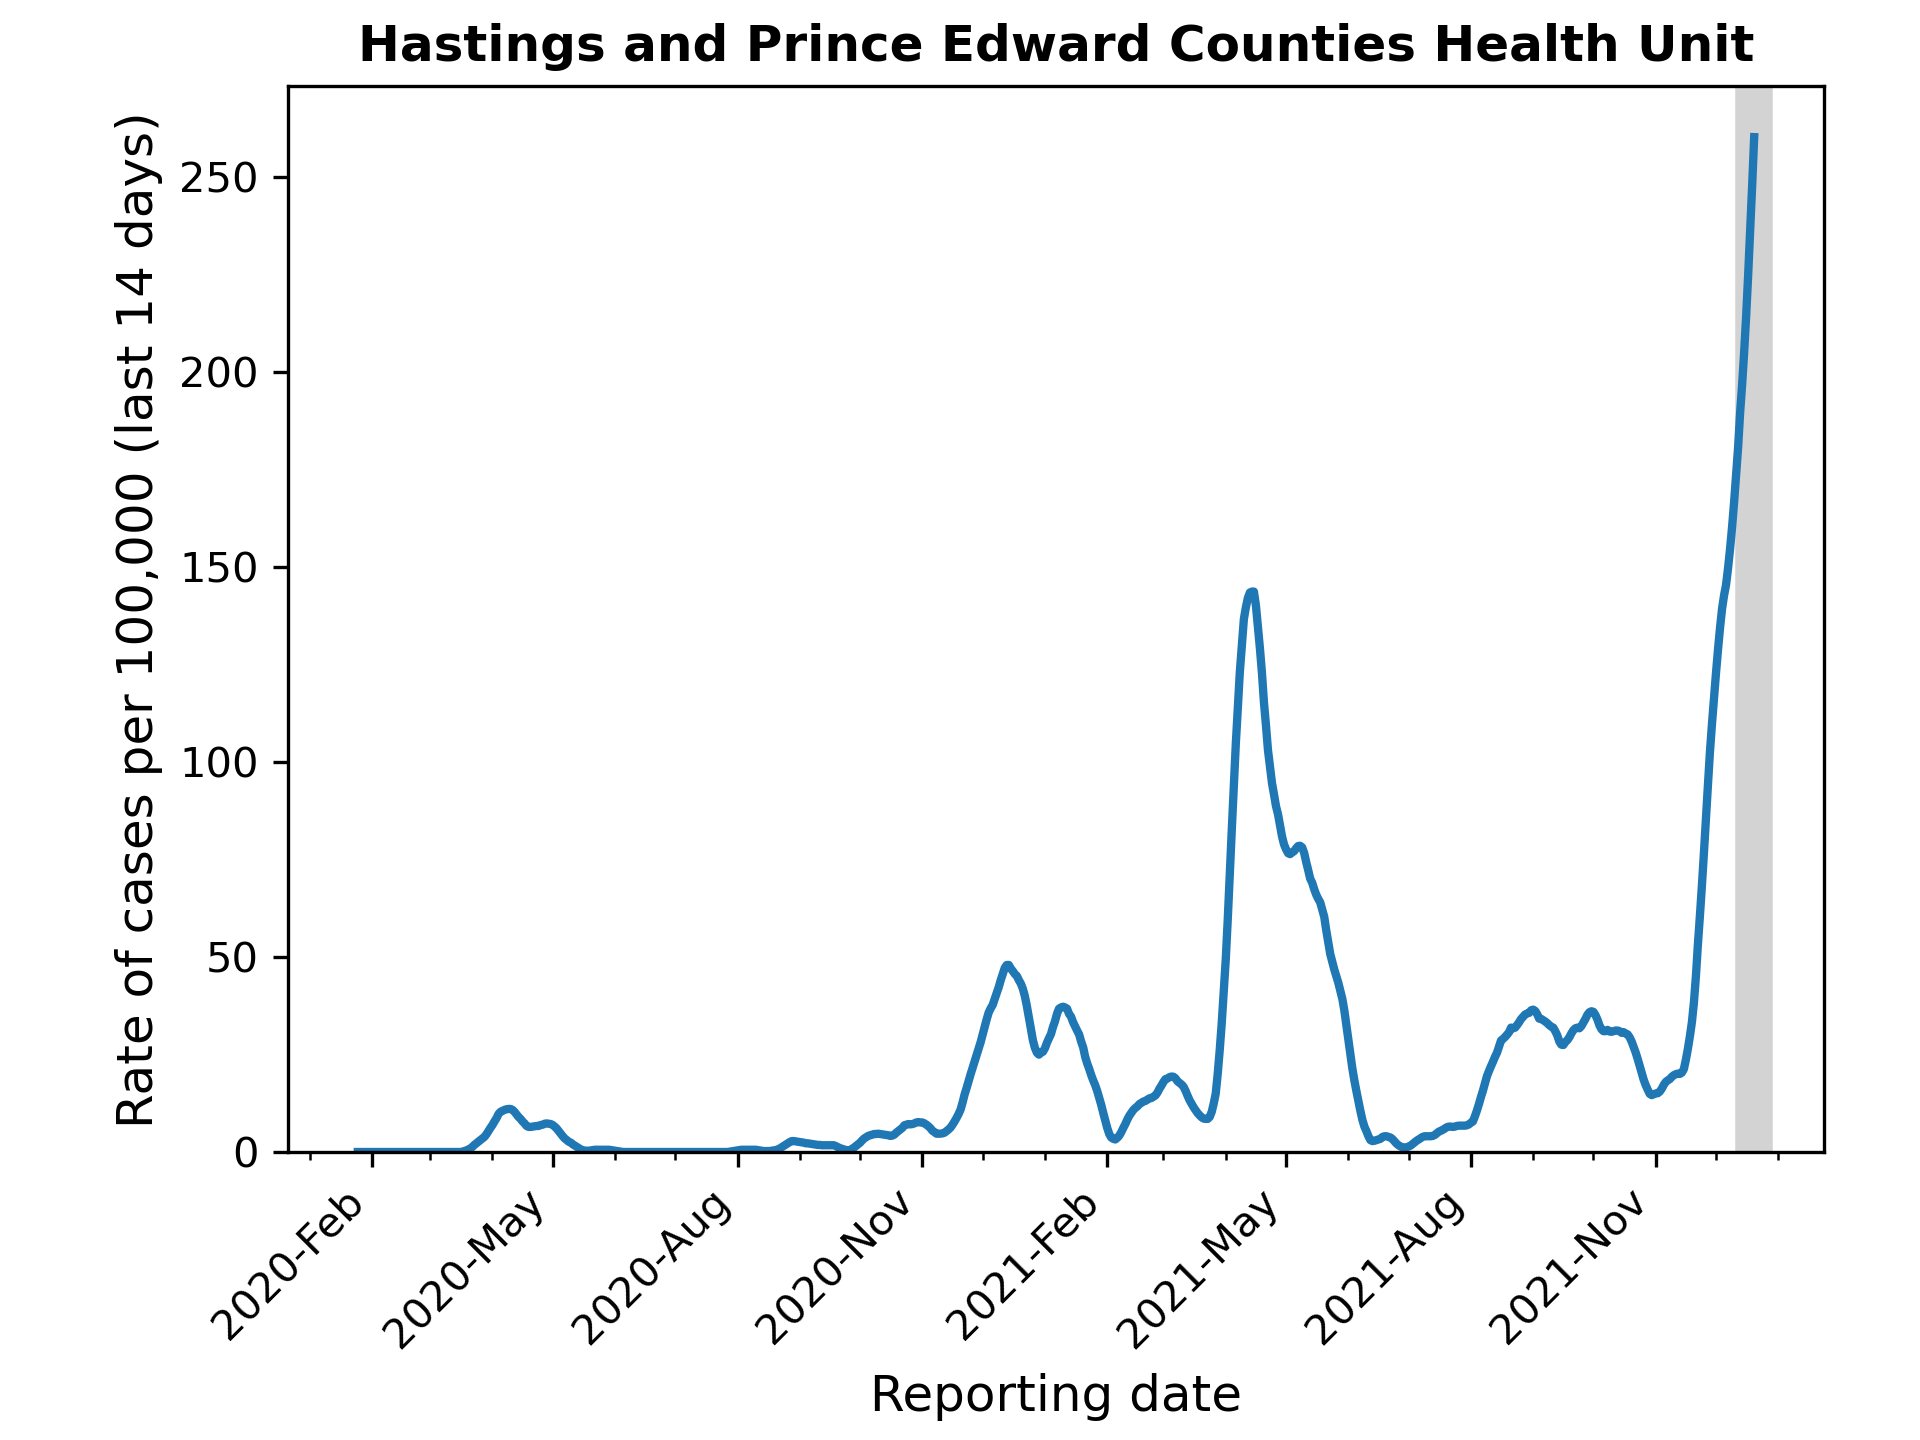 Hastings and Prince Edward Counties Health Unit
Rate of cases per 100,000 (last 14 days)
250
200
150
100
50
0
2020-Feb
2020-May
2020-Aug
2020-Nov
2021-Feb
2021-May
2021-Aug
2021-Nov
Reporting date